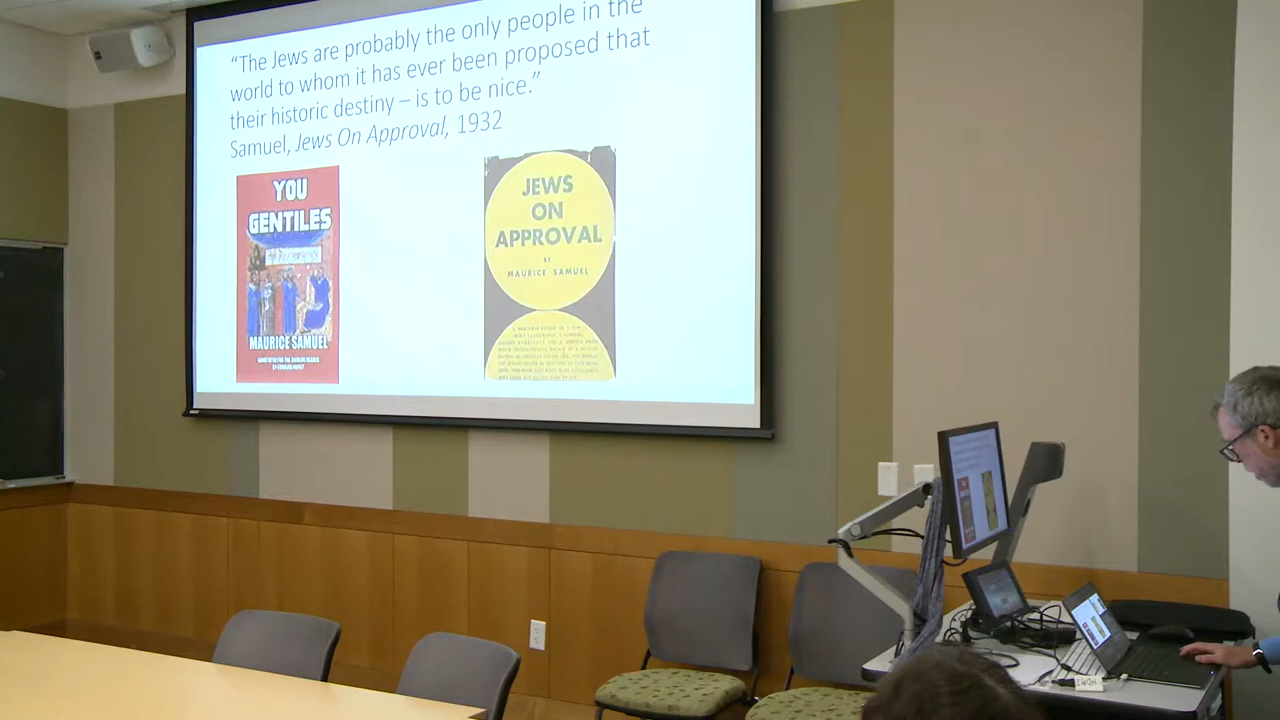 “The Jews are probably the only people in the
world to whom it has ever been proposed that
their historic destiny – is to be nice.”
Samuel, Jews On Approval, 1932
YOU
GENTILES
MAURICE SAMUEL
JEWS
ON
APPROVAL
BY
MAURICE SAMUEL